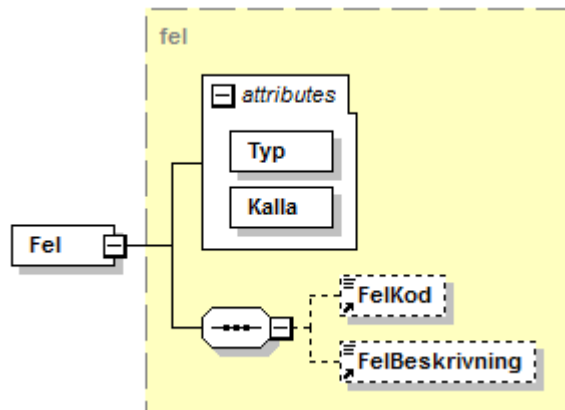 fel
attributes
Typ
Kalla
Fel
FelKod
FelBeskrivning